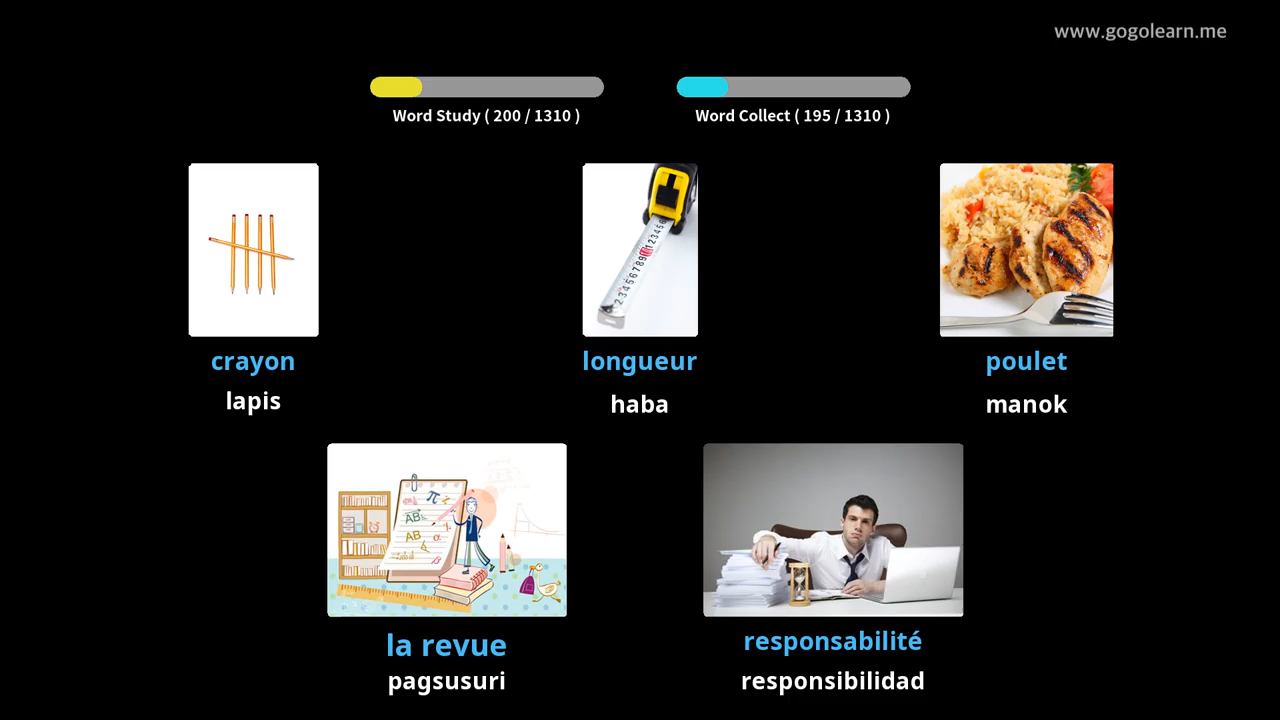 www.gogolearn.me
Word Study ( 200 / 1310 )
Word Collect ( 195 / 1310 )
crayon
lapis
longueur
haba
poulet
manok
la revue
pagsusuri
responsabilité
responsibilidad